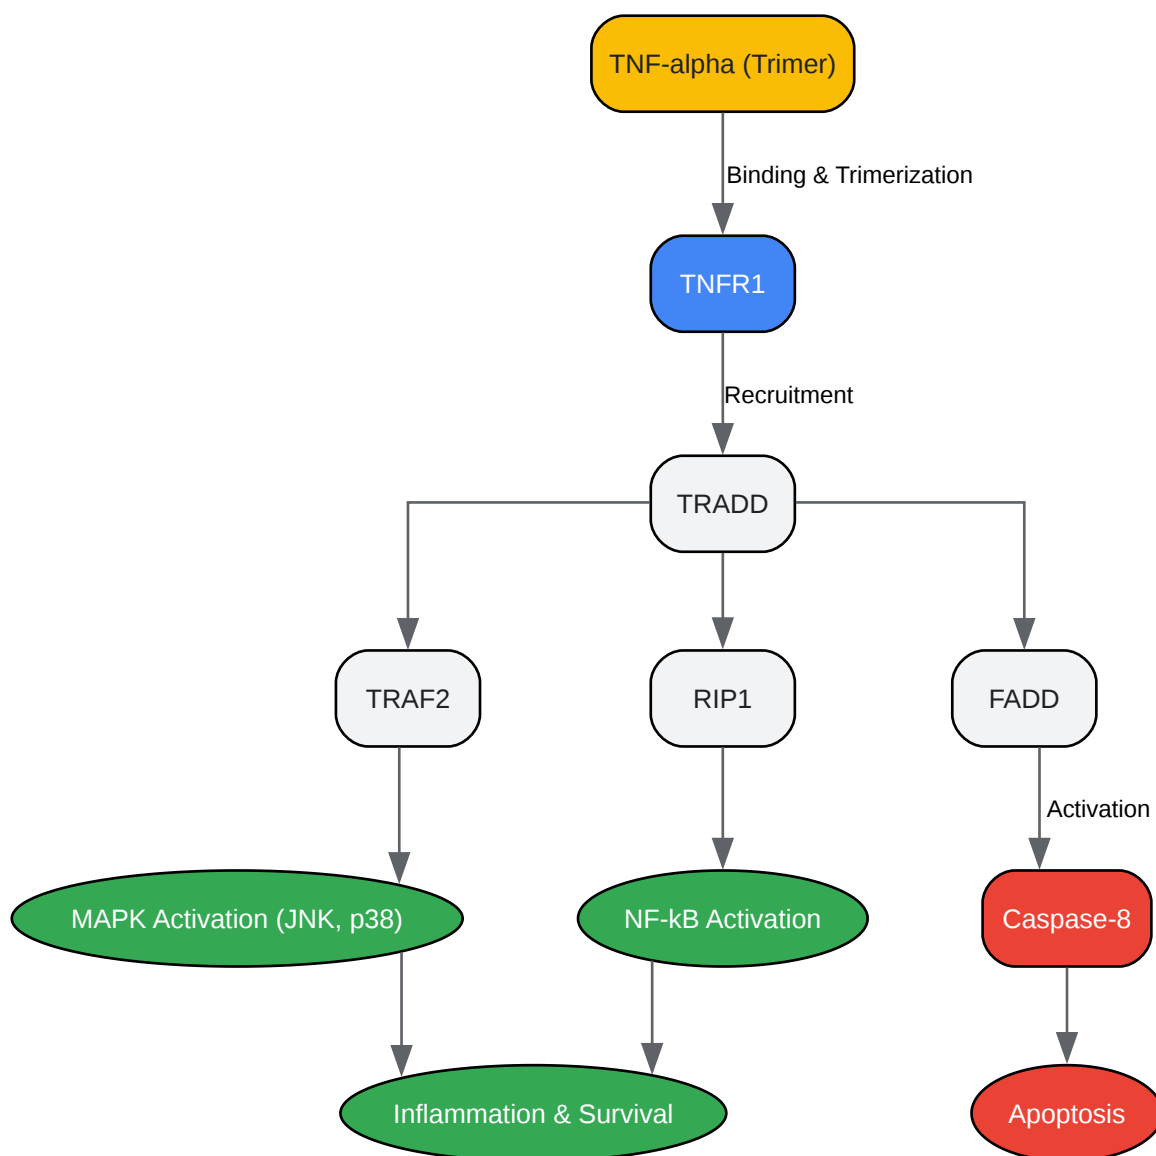 TNF-alpha (Trimer)
Binding & Trimerization
TNFR1
Recruitment
TRADD
TRAF2
RIP1
FADD
Activation
MAPK Activation (JNK, p38)
NF-kB Activation
Caspase-8
Inflammation & Survival
Apoptosis